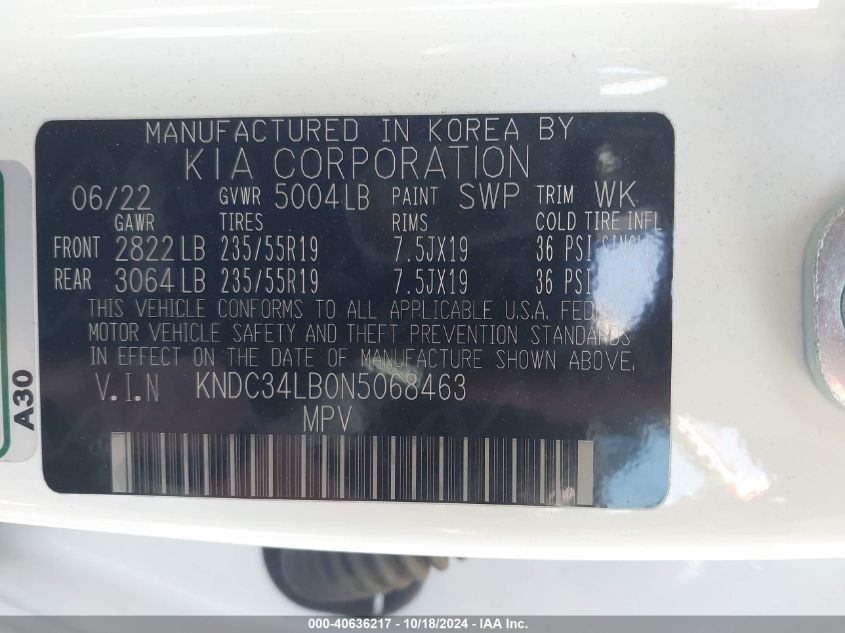 MANUFACTURED IN KOREA BY
KIA CORPORATION
06/22 GVWR 5004LB PAINT SWP TRIM WK
GAWR TIRES RIMS COLD TIRE INFL
FRONT 2822LB 235/55R19 7.5JX19 36 PSI SINGLE
REAR 3064LB 235/55R19 7.5JX19 36 PSI
THIS VEHICLE CONFORMS TO ALL APPLICABLE U.S.A.
MOTOR VEHICLE SAFETY AND THEFT PREVENTION STANDARDS
IN EFFECT ON THE DATE OF MANUFACTURE SHOWN ABOVE.
V.I.N KNDC34LB0N5068463
MPV
A30
000-40636217 - 10/18/2024 - IAA Inc.